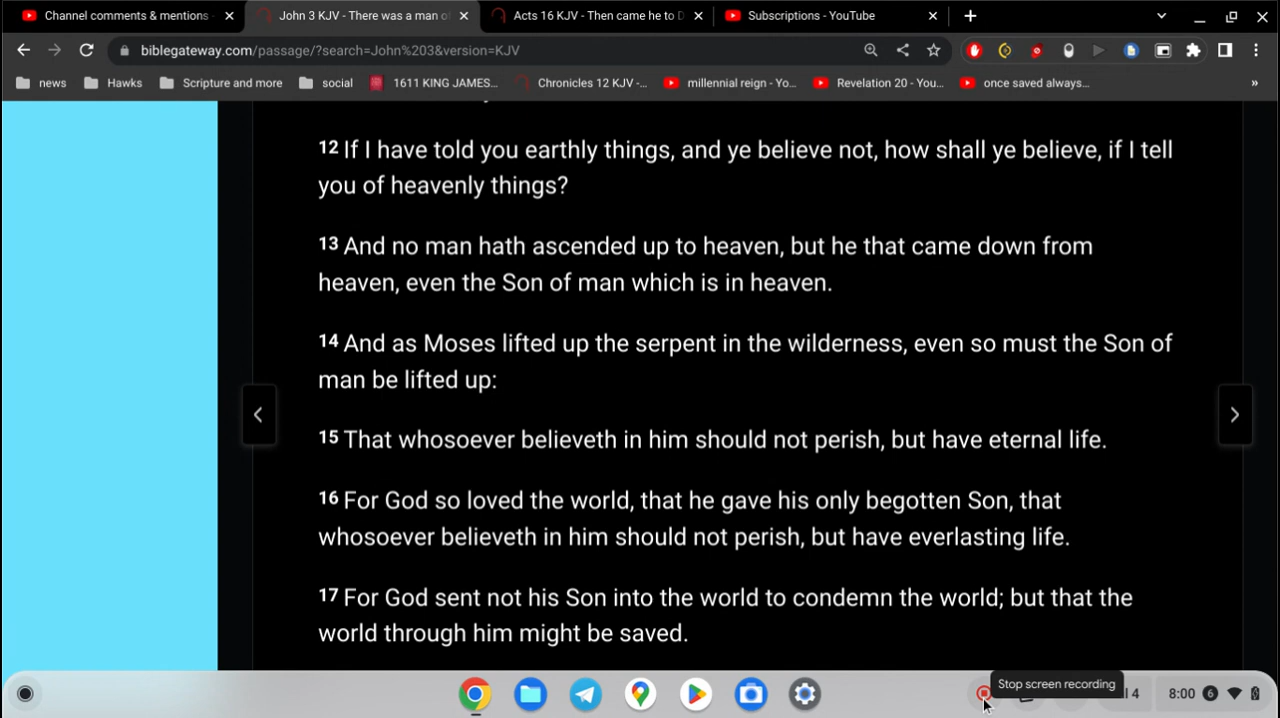 Channel comments & mentions -
John 3 KJV - There was a man of
Acts 16 KJV - Then came he to D
Subscriptions - YouTube
biblegateway.com/passage/?search=John%203&version=KJV
news
Hawks
Scripture and more
social
1611 KING JAMES...
Chronicles 12 KJV -...
millennial reign - Yo...
Revelation 20 - You...
once saved always...
12 If I have told you earthly things, and ye believe not, how shall ye believe, if I tell
you of heavenly things?
13 And no man hath ascended up to heaven, but he that came down from
heaven, even the Son of man which is in heaven.
14 And as Moses lifted up the serpent in the wilderness, even so must the Son of
man be lifted up:
15 That whosoever believeth in him should not perish, but have eternal life.
16 For God so loved the world, that he gave his only begotten Son, that
whosoever believeth in him should not perish, but have everlasting life.
17 For God sent not his Son into the world to condemn the world; but that the
world through him might be saved.
Stop screen recording
4
8:00
6